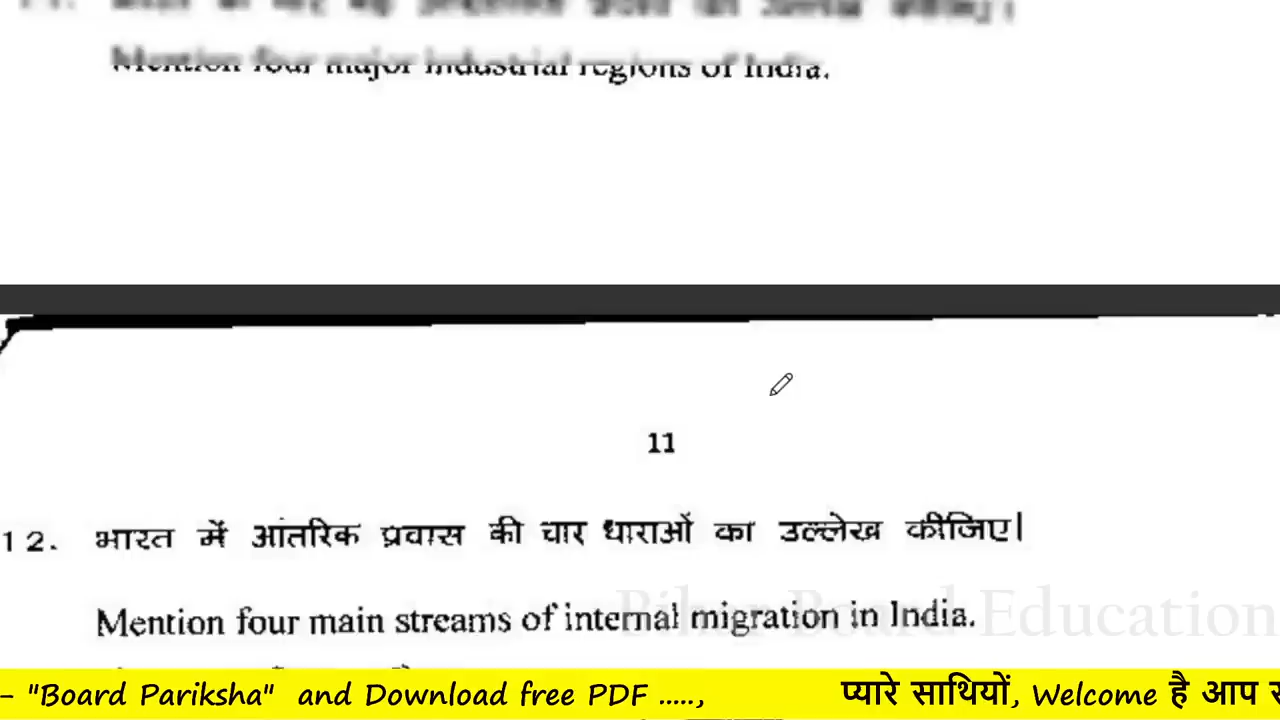 Mention four major industrial regions of India.
11
12. भारत में आंतरिक प्रवास की चार धाराओं का उल्लेख कीजिए।
Mention four main streams of internal migration in India.
Bihar Board Education
– "Board Pariksha" and Download free PDF ....., प्यारे साथियों, Welcome है आप